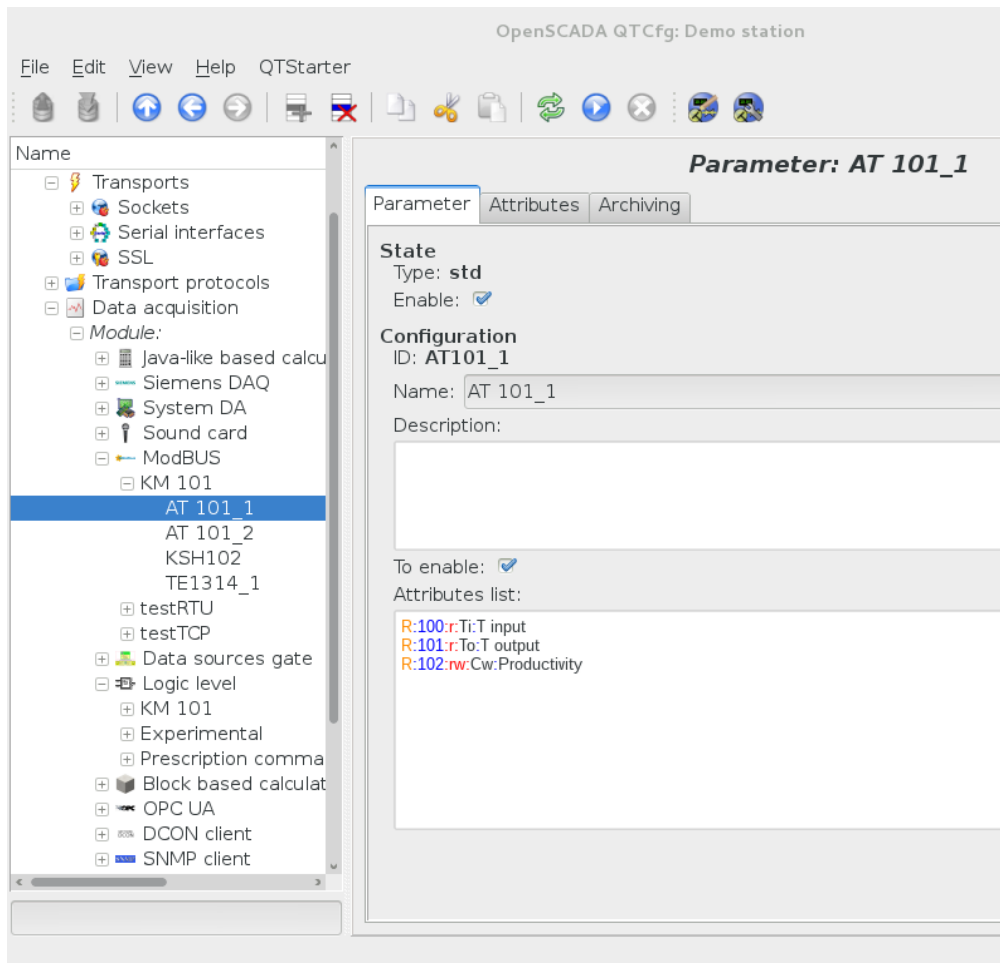 OpenSCADA QTCfg: Demo station
File Edit View Help QTStarter
Name
Transports
Sockets
Serial interfaces
SSL
Transport protocols
Data acquisition
Module:
Java-like based calcu
Siemens DAQ
System DA
Sound card
ModBUS
KM 101
AT 101_1
AT 101_2
KSH102
TE1314_1
testRTU
testTCP
Data sources gate
Logic level
KM 101
Experimental
Prescription comma
Block based calculat
OPC UA
DCON client
SNMP client
Parameter: AT 101_1
Parameter Attributes Archiving
State
Type: std
Enable:
Configuration
ID: AT101_1
Name: AT 101_1
Description:
To enable:
Attributes list:
R:100:r:Ti:T input
R:101:r:To:T output
R:102:rw:Cw:Productivity